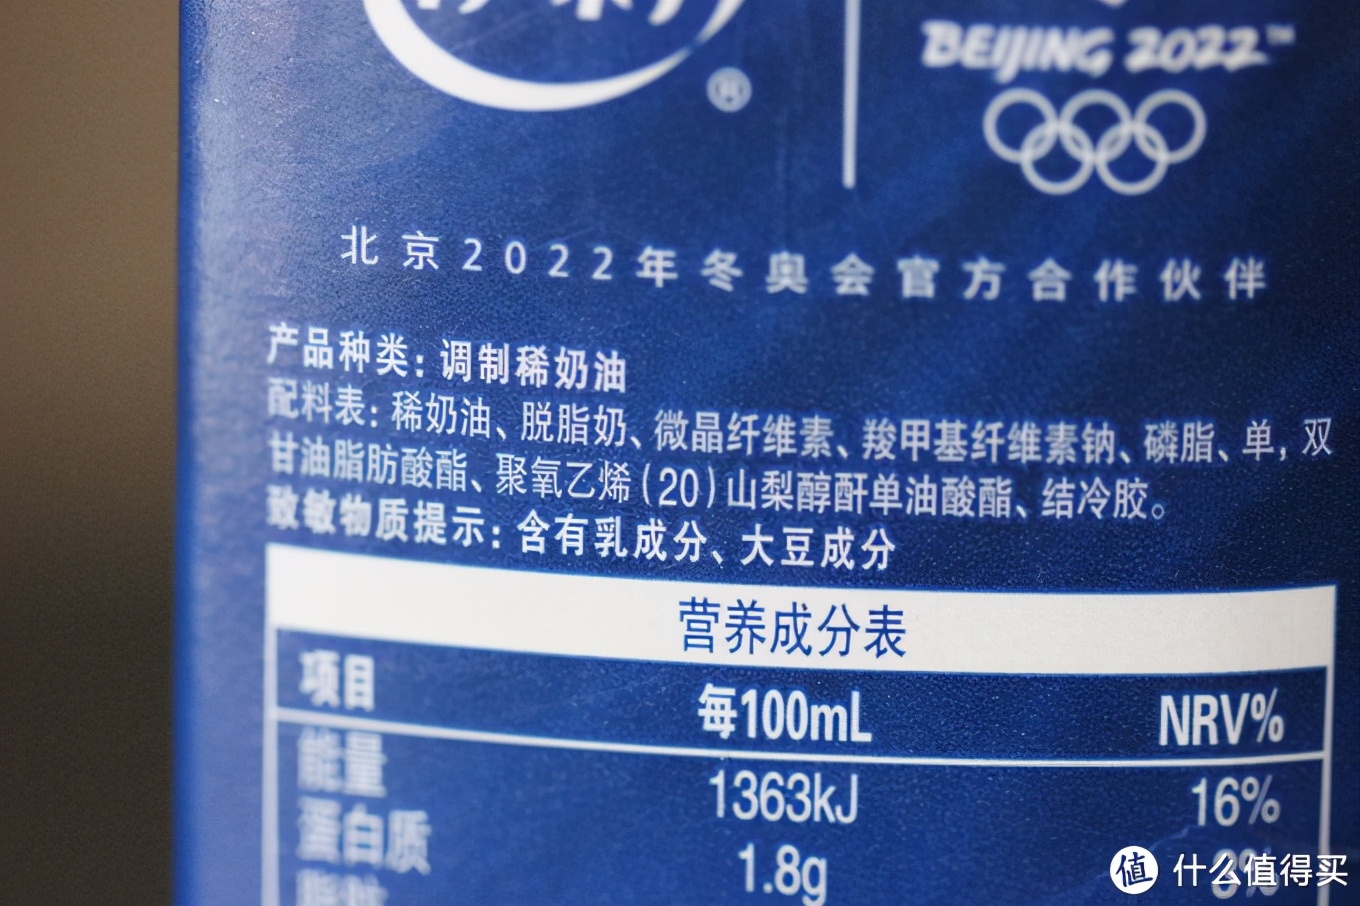 BEIJING 2022™
北京2022年冬奥会官方合作伙伴
产品种类：调制稀奶油
配料表：稀奶油、脱脂奶、微晶纤维素、羧甲基纤维素钠、磷脂、单，双
甘油脂肪酸酯、聚氧乙烯（20）山梨醇酐单油酸酯、结冷胶。
致敏物质提示：含有乳成分、大豆成分
营养成分表
项目 每100mL NRV%
能量 1363kJ 16%
蛋白质 1.8g
值 什么值得买